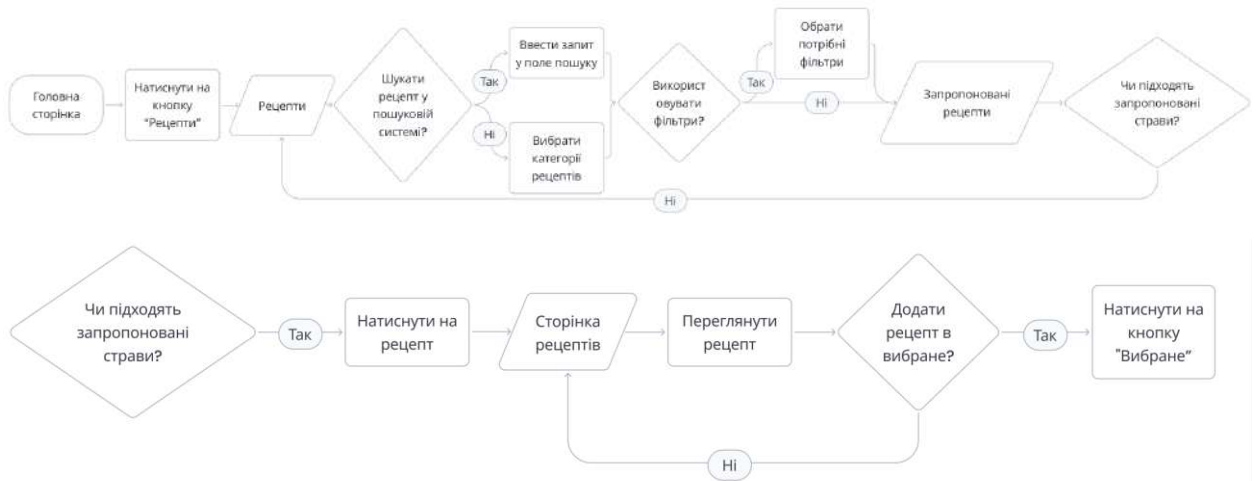 Головна
сторінка
Натиснути на
кнопку
"Рецепти"
Рецепти
Шукати
рецепт у
пошуковій
системі?
Так
Ні
Ввести запит
у поле пошуку
Вибрати
категорії
рецептів
Використ
овувати
фільтри?
Так
Ні
Обрати
потрібні
фільтри
Запропоновані
рецепти
Чи підходять
запропоновані
страви?
Ні
Чи підходять
запропоновані
страви?
Так
Натиснути на
рецепт
Сторінка
рецептів
Переглянути
рецепт
Додати
рецепт в
вибране?
Так
Натиснути на
кнопку
"Вибране"
Ні